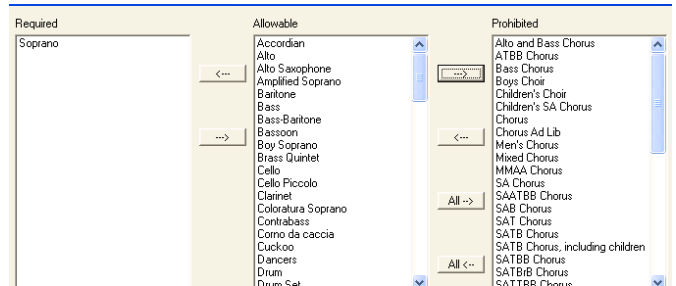 Required
Soprano
<---
--->
Allowable
Accordian
Alto
Alto Saxophone
Amplified Soprano
Baritone
Bass
Bass-Baritone
Bassoon
Boy Soprano
Brass Quintet
Cello
Cello Piccolo
Clarinet
Coloratura Soprano
Contrabass
Corno da caccia
Cuckoo
Dancers
Drum
Drum Set
--->
<---
All -->
All <--
Prohibited
Alto and Bass Chorus
ATBB Chorus
Bass Chorus
Boys Choir
Children's Choir
Children's SA Chorus
Chorus
Chorus Ad Lib
Men's Chorus
Mixed Chorus
MMAA Chorus
SA Chorus
SAATBB Chorus
SAB Chorus
SAT Chorus
SATB Chorus
SATB Chorus, including children
SATBB Chorus
SATBrB Chorus
SATTBB Chorus